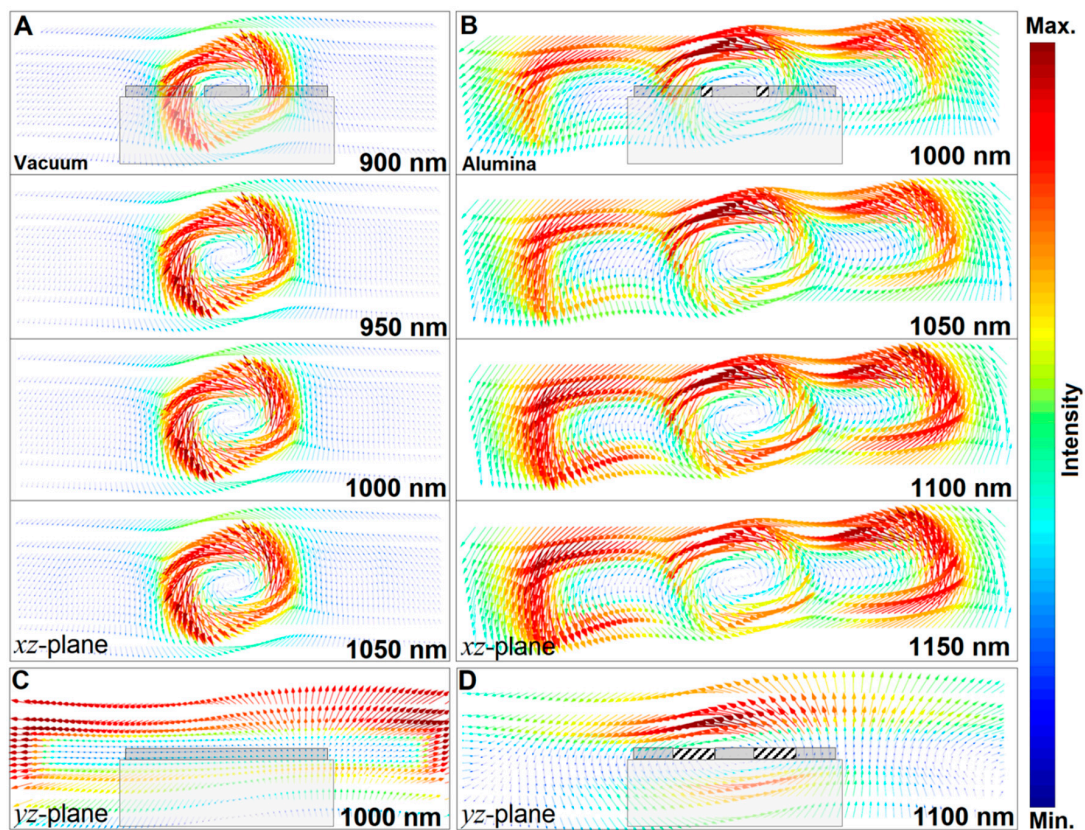 A
Vacuum
900 nm
950 nm
1000 nm
xz-plane
1050 nm
B
Alumina
1000 nm
1050 nm
1100 nm
xz-plane
1150 nm
C
yz-plane
1000 nm
D
yz-plane
1100 nm
Max.
Intensity
Min.